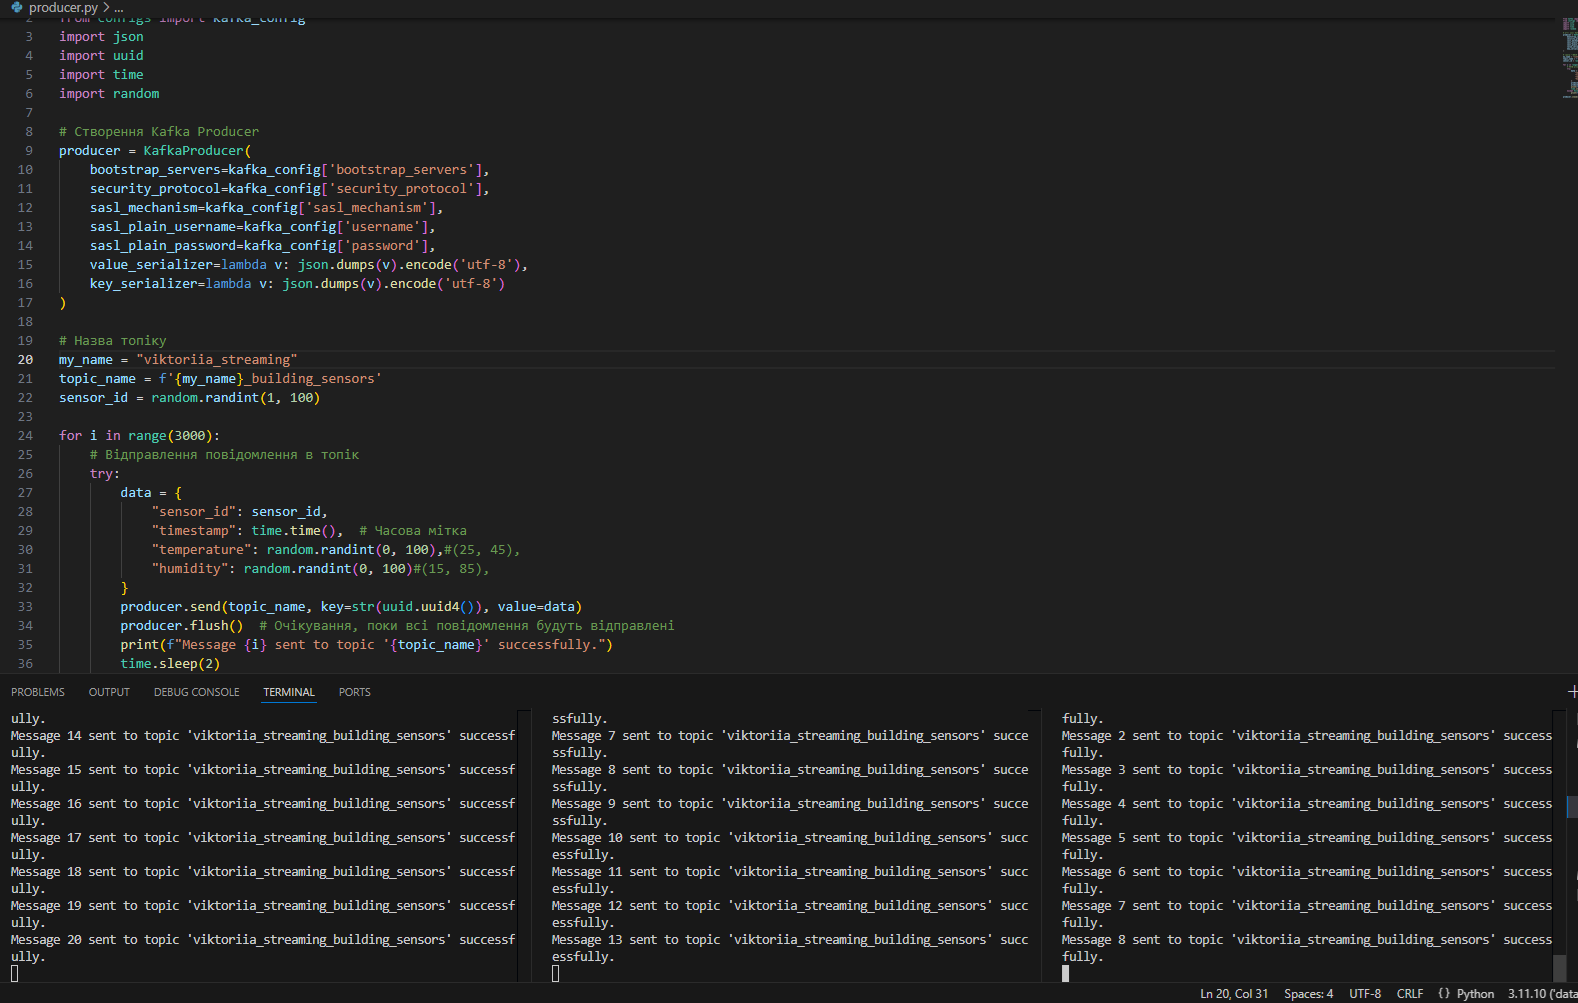 producer.py > ...
2 from configs import kafka_config
3 import json
4 import uuid
5 import time
6 import random
7
8 # Створення Kafka Producer
9 producer = KafkaProducer(
10 bootstrap_servers=kafka_config['bootstrap_servers'],
11 security_protocol=kafka_config['security_protocol'],
12 sasl_mechanism=kafka_config['sasl_mechanism'],
13 sasl_plain_username=kafka_config['username'],
14 sasl_plain_password=kafka_config['password'],
15 value_serializer=lambda v: json.dumps(v).encode('utf-8'),
16 key_serializer=lambda v: json.dumps(v).encode('utf-8')
17 )
18
19 # Назва топіку
20 my_name = "viktoriia_streaming"
21 topic_name = f'{my_name}_building_sensors'
22 sensor_id = random.randint(1, 100)
23
24 for i in range(3000):
25 # Відправлення повідомлення в топік
26 try:
27 data = {
28 "sensor_id": sensor_id,
29 "timestamp": time.time(), # Часова мітка
30 "temperature": random.randint(0, 100),#(25, 45),
31 "humidity": random.randint(0, 100)#(15, 85),
32 }
33 producer.send(topic_name, key=str(uuid.uuid4()), value=data)
34 producer.flush() # Очікування, поки всі повідомлення будуть відправлені
35 print(f"Message {i} sent to topic '{topic_name}' successfully.")
36 time.sleep(2)
PROBLEMS OUTPUT DEBUG CONSOLE TERMINAL PORTS
ully.
Message 14 sent to topic 'viktoriia_streaming_building_sensors' successf
ully.
Message 15 sent to topic 'viktoriia_streaming_building_sensors' successf
ully.
Message 16 sent to topic 'viktoriia_streaming_building_sensors' successf
ully.
Message 17 sent to topic 'viktoriia_streaming_building_sensors' successf
ully.
Message 18 sent to topic 'viktoriia_streaming_building_sensors' successf
ully.
Message 19 sent to topic 'viktoriia_streaming_building_sensors' successf
ully.
Message 20 sent to topic 'viktoriia_streaming_building_sensors' successf
ully.
ssfully.
Message 7 sent to topic 'viktoriia_streaming_building_sensors' succe
ssfully.
Message 8 sent to topic 'viktoriia_streaming_building_sensors' succe
ssfully.
Message 9 sent to topic 'viktoriia_streaming_building_sensors' succe
ssfully.
Message 10 sent to topic 'viktoriia_streaming_building_sensors' succ
essfully.
Message 11 sent to topic 'viktoriia_streaming_building_sensors' succ
essfully.
Message 12 sent to topic 'viktoriia_streaming_building_sensors' succ
essfully.
Message 13 sent to topic 'viktoriia_streaming_building_sensors' succ
essfully.
fully.
Message 2 sent to topic 'viktoriia_streaming_building_sensors' success
fully.
Message 3 sent to topic 'viktoriia_streaming_building_sensors' success
fully.
Message 4 sent to topic 'viktoriia_streaming_building_sensors' success
fully.
Message 5 sent to topic 'viktoriia_streaming_building_sensors' success
fully.
Message 6 sent to topic 'viktoriia_streaming_building_sensors' success
fully.
Message 7 sent to topic 'viktoriia_streaming_building_sensors' success
fully.
Message 8 sent to topic 'viktoriia_streaming_building_sensors' success
fully.
Ln 20, Col 31 Spaces: 4 UTF-8 CRLF {} Python 3.11.10 ('data